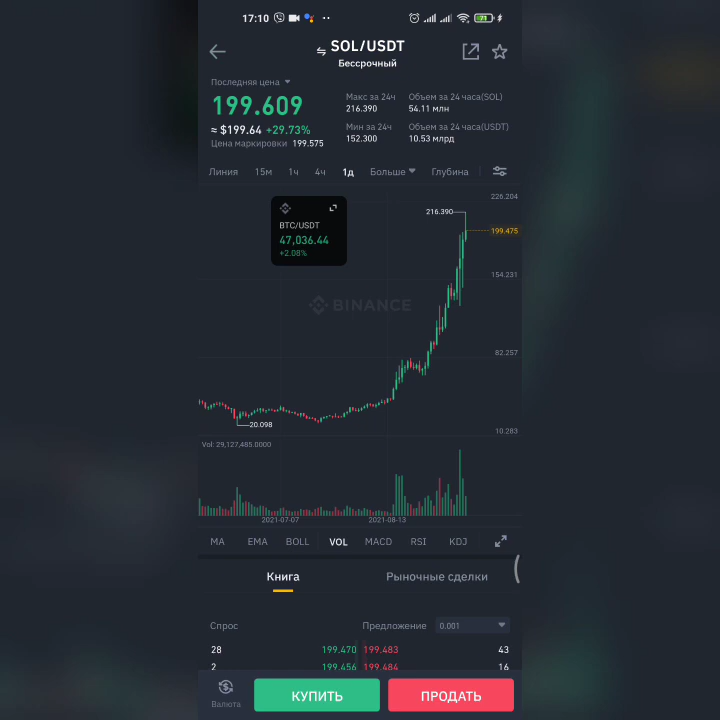 17:10
71
SOL/USDT
Бессрочный
Последняя цена
199.609
≈ $199.64 +29.73%
Цена маркировки 199.575
Макс за 24ч
216.390
Объем за 24 часа(SOL)
54.11 млн
Мин за 24ч
152.300
Объем за 24 часа(USDT)
10.53 млрд
Линия 15м 1ч 4ч 1д Больше Глубина
226.204
216.390
199.475
BTC/USDT
47,036.44
+2.08%
154.231
BINANCE
82.257
20.098
10.283
Vol: 29,127,485.0000
2021-07-07 2021-08-13
MA EMA BOLL VOL MACD RSI KDJ
Книга Рыночные сделки
Спрос Предложение 0.001
28 199.470 199.483 43
2 199.456 199.484 16
Валюта
КУПИТЬ
ПРОДАТЬ